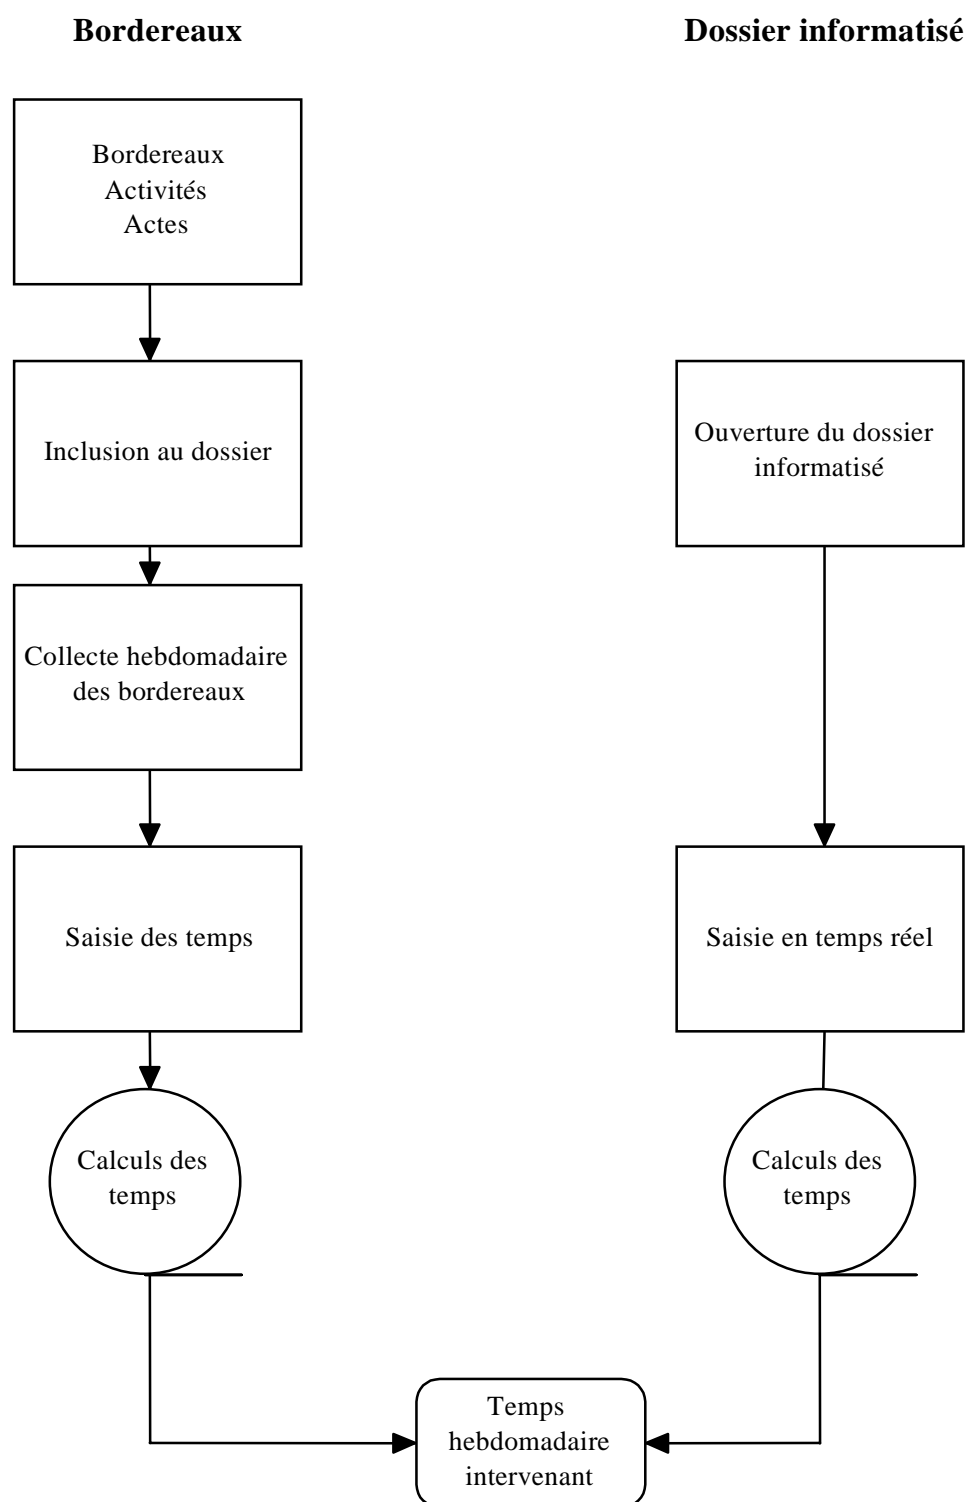 Bordereaux
Dossier informatisé
Bordereaux
Activités
Actes
Inclusion au dossier
Ouverture du dossier
informatisé
Collecte hebdomadaire
des bordereaux
Saisie des temps
Saisie en temps réel
Calculs des
temps
Calculs des
temps
Temps
hebdomadaire
intervenant